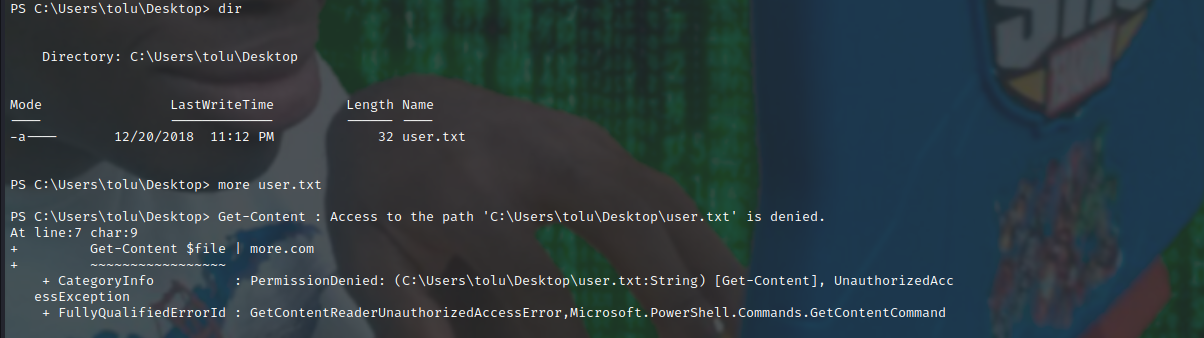 PS C:\Users\tolu\Desktop> dir
Directory: C:\Users\tolu\Desktop
Mode                LastWriteTime         Length Name
----                -------------         ------ ----
-a----       12/20/2018  11:12 PM             32 user.txt
PS C:\Users\tolu\Desktop> more user.txt
PS C:\Users\tolu\Desktop> Get-Content : Access to the path 'C:\Users\tolu\Desktop\user.txt' is denied.
At line:7 char:9
+         Get-Content $file | more.com
+         ~~~~~~~~~~~~~~~~~
+ CategoryInfo          : PermissionDenied: (C:\Users\tolu\Desktop\user.txt:String) [Get-Content], UnauthorizedAcc
essException
+ FullyQualifiedErrorId : GetContentReaderUnauthorizedAccessError,Microsoft.PowerShell.Commands.GetContentCommand